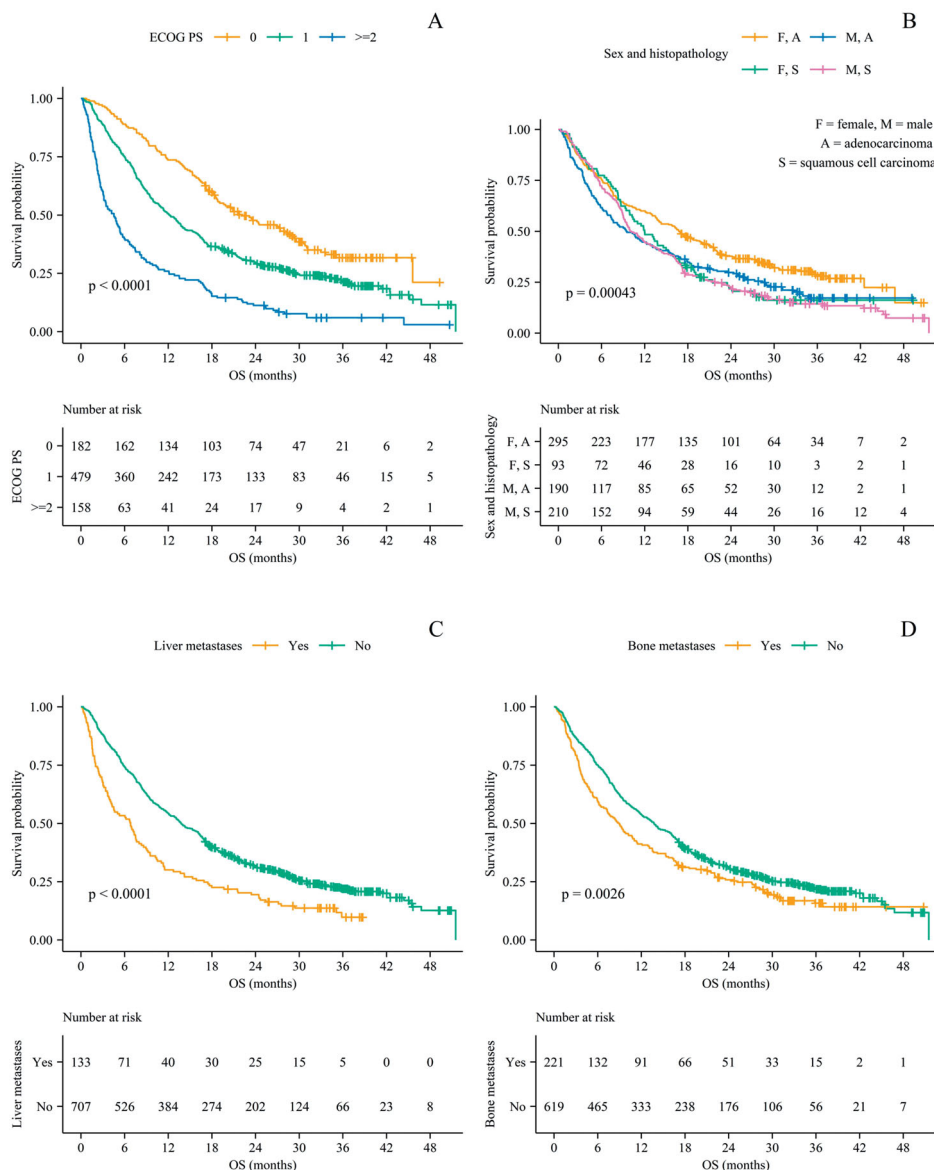 A
ECOG PS 0 1 >=2
Survival probability
1.00
0.75
0.50
0.25
0.00
p < 0.0001
0 6 12 18 24 30 36 42 48
OS (months)
Number at risk
ECOG PS
0 182 162 134 103 74 47 21 6 2
1 479 360 242 173 133 83 46 15 5
>=2 158 63 41 24 17 9 4 2 1
0 6 12 18 24 30 36 42 48
OS (months)
B
Sex and histopathology
F, A M, A
F, S M, S
F = female, M = male
A = adenocarcinoma
S = squamous cell carcinoma
Survival probability
1.00
0.75
0.50
0.25
0.00
p = 0.00043
0 6 12 18 24 30 36 42 48
OS (months)
Number at risk
Sex and histopathology
F, A 295 223 177 135 101 64 34 7 2
F, S 93 72 46 28 16 10 3 2 1
M, A 190 117 85 65 52 30 12 2 1
M, S 210 152 94 59 44 26 16 12 4
0 6 12 18 24 30 36 42 48
OS (months)
C
Liver metastases Yes No
Survival probability
1.00
0.75
0.50
0.25
0.00
p < 0.0001
0 6 12 18 24 30 36 42 48
OS (months)
Number at risk
Liver metastases
Yes 133 71 40 30 25 15 5 0 0
No 707 526 384 274 202 124 66 23 8
0 6 12 18 24 30 36 42 48
OS (months)
D
Bone metastases Yes No
Survival probability
1.00
0.75
0.50
0.25
0.00
p = 0.0026
0 6 12 18 24 30 36 42 48
OS (months)
Number at risk
Bone metastases
Yes 221 132 91 66 51 33 15 2 1
No 619 465 333 238 176 106 56 21 7
0 6 12 18 24 30 36 42 48
OS (months)